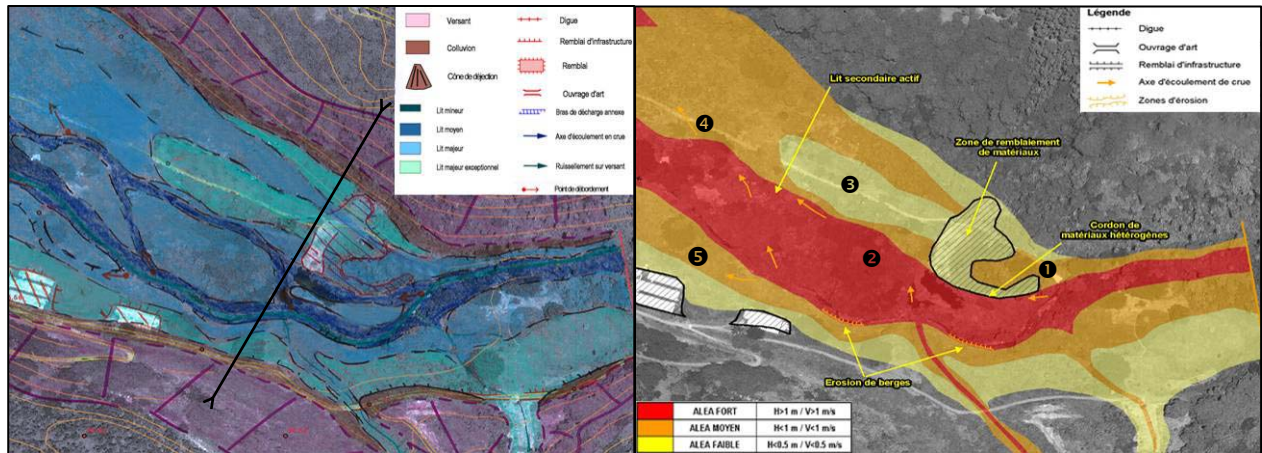 Versant
Colluvion
Cône de déjection
Lit mineur
Lit moyen
Lit majeur
Lit majeur exceptionnel
Digue
Remblai d'infrastructure
Remblai
Ouvrage d'art
Bras de décharge annexe
Axe d'écoulement en crue
Ruissellement sur versant
Point de débordement
Légende
Digue
Ouvrage d'art
Remblai d'infrastructure
Axe d'écoulement de crue
Zones d'érosion
Lit secondaire actif
Zone de remblaiement
de matériaux
Cordon de
matériaux hétérogènes
Erosion de berges
4
3
5
2
1
ALEA FORT H>1 m / V>1 m/s
ALEA MOYEN H<1 m / V<1 m/s
ALEA FAIBLE H<0.5 m / V<0.5 m/s